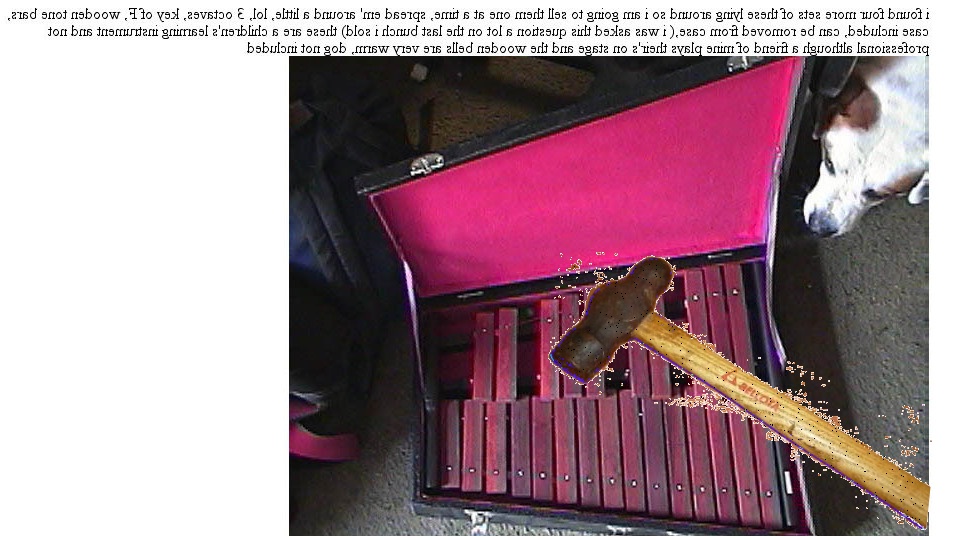 i found four more sets of these lying around so i am going to sell them one at a time, spread em' around a little, lol, 3 octaves, key of F, wooden tone bars,
case included, can be removed from case,( i was asked this question a lot on the last bunch i sold) these are a children's learning instrument and not
professional although a friend of mine plays their's on stage and the wooden bells are very warm, dog not included